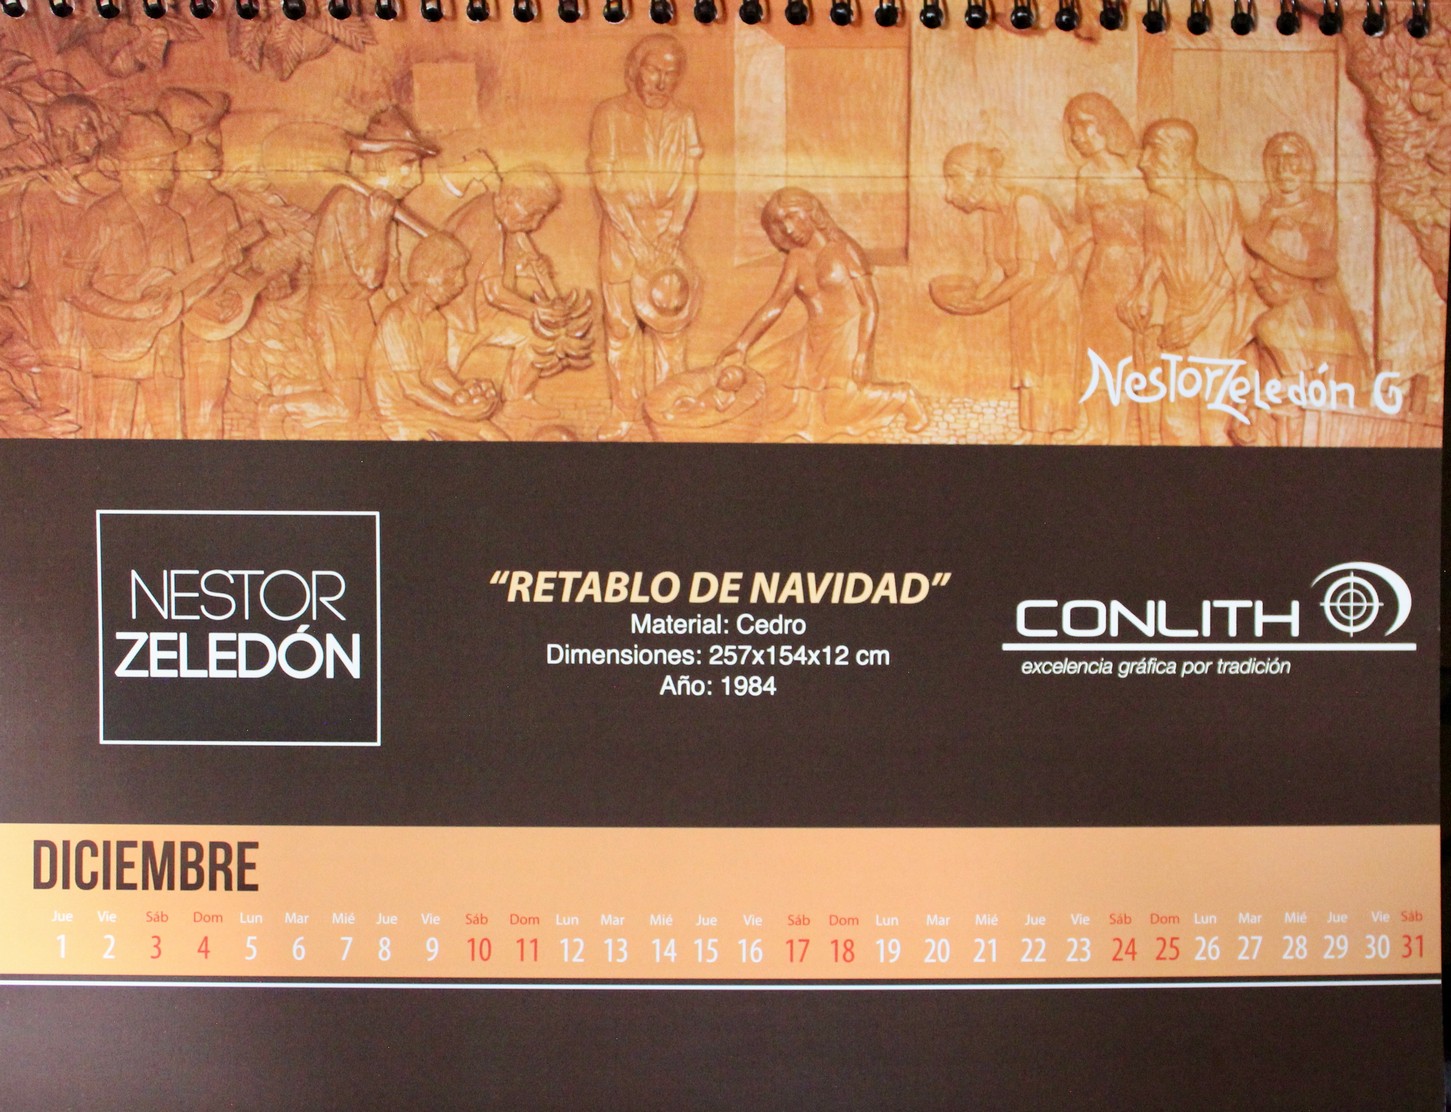 NestorZeledón G
NESTOR
ZELEDÓN
“RETABLO DE NAVIDAD”
Material: Cedro
Dimensiones: 257x154x12 cm
Año: 1984
CONLITH
excelencia gráfica por tradición
DICIEMBRE
Jue Vie Sáb Dom Lun Mar Mié Jue Vie Sáb Dom Lun Mar Mié Jue Vie Sáb Dom Lun Mar Mié Jue Vie Sáb Dom Lun Mar Mié Jue Vie Sáb
1 2 3 4 5 6 7 8 9 10 11 12 13 14 15 16 17 18 19 20 21 22 23 24 25 26 27 28 29 30 31